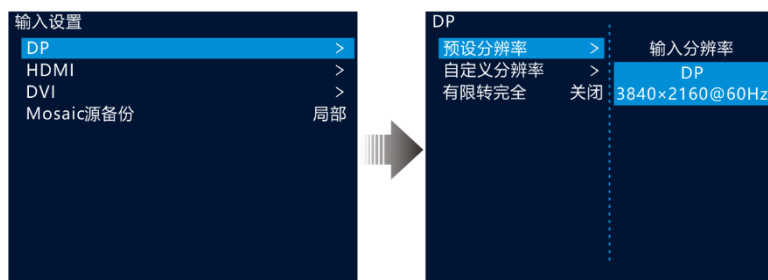 输入设置
DP >
HDMI >
DVI >
Mosaic源备份 局部
DP
预设分辨率 >
自定义分辨率 >
有限转完全 关闭
输入分辨率
DP
3840×2160@60Hz